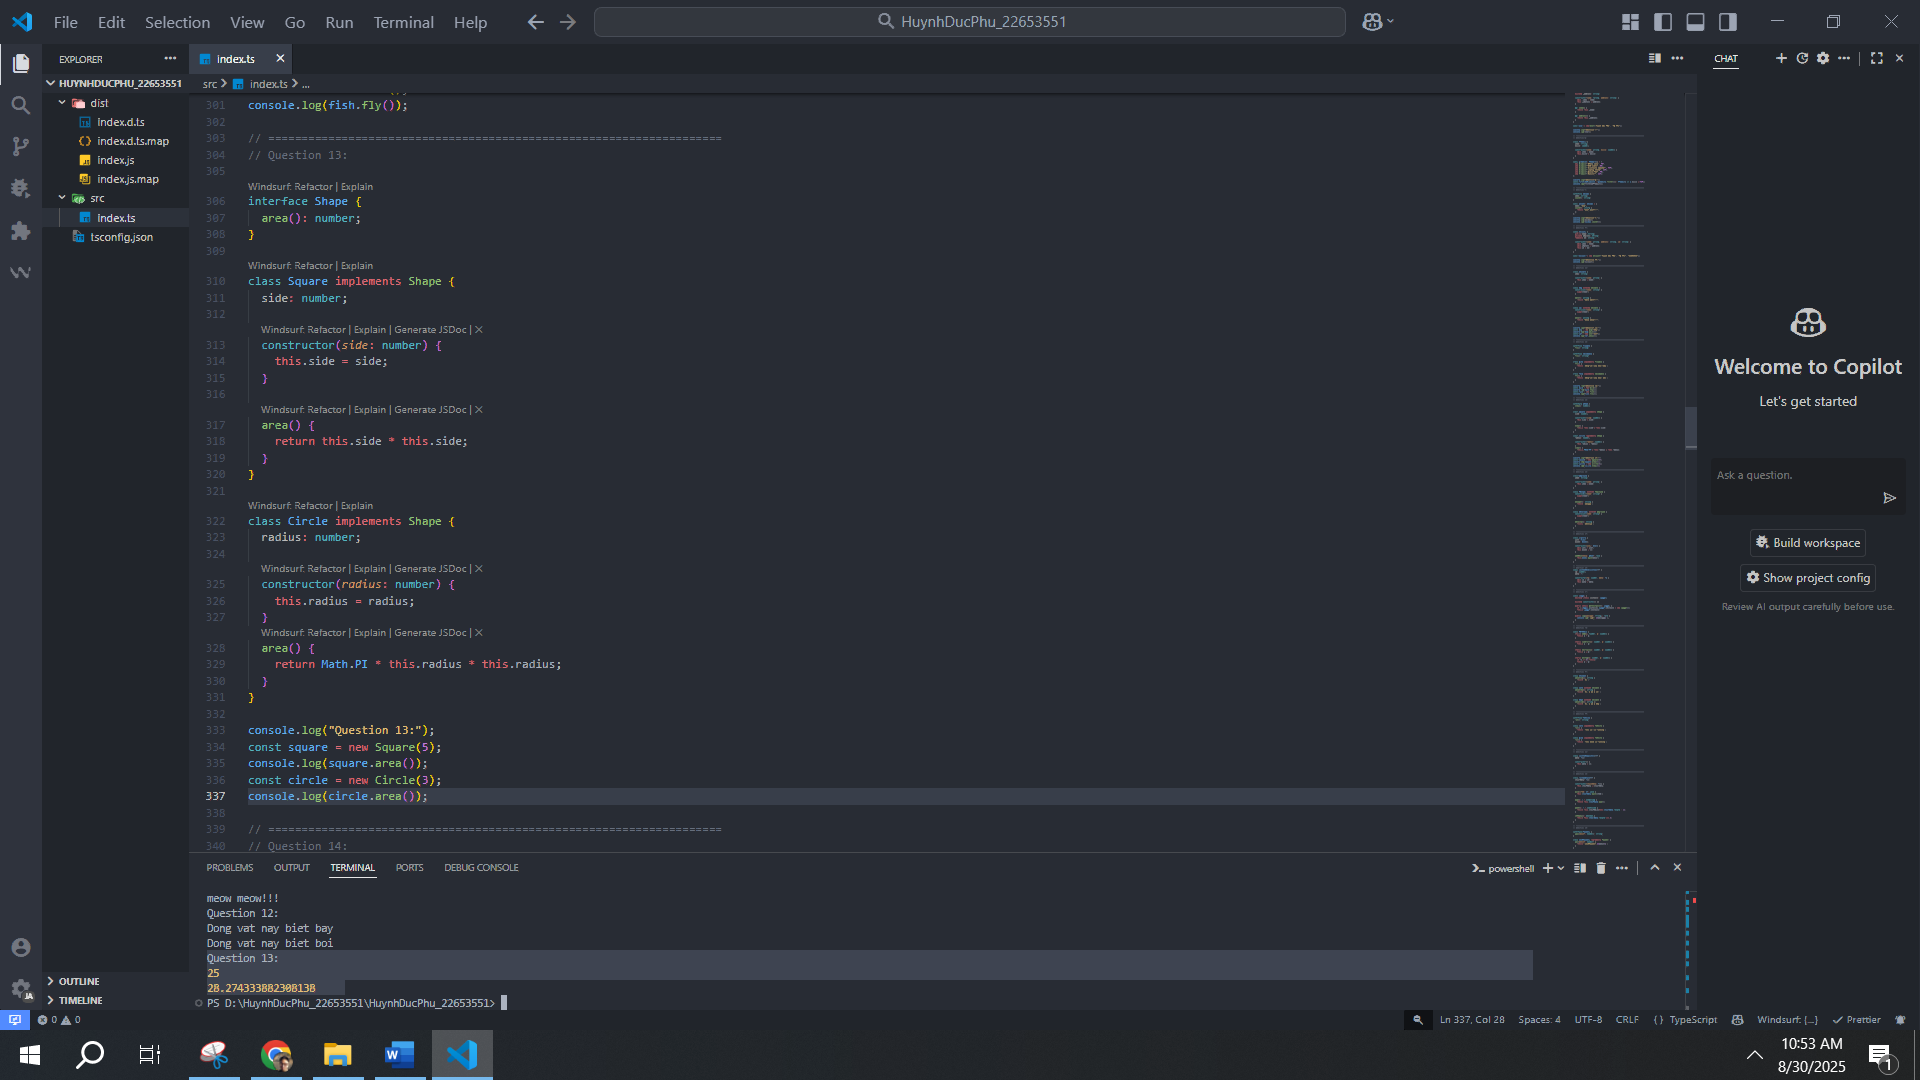 File Edit Selection View Go Run Terminal Help
HuynhDucPhu_22653551
EXPLORER
HUYNHDUCPHU_22653551
dist
index.d.ts
index.d.ts.map
index.js
index.js.map
src
index.ts
tsconfig.json
OUTLINE
TIMELINE
index.ts
src > index.ts > ...
301 console.log(fish.fly());
302
303 // ====================================================================
304 // Question 13:
305
Windsurf: Refactor | Explain
306 interface Shape {
307 area(): number;
308 }
309
Windsurf: Refactor | Explain
310 class Square implements Shape {
311 side: number;
312
Windsurf: Refactor | Explain | Generate JSDoc | X
313 constructor(side: number) {
314 this.side = side;
315 }
316
Windsurf: Refactor | Explain | Generate JSDoc | X
317 area() {
318 return this.side * this.side;
319 }
320 }
321
Windsurf: Refactor | Explain
322 class Circle implements Shape {
323 radius: number;
324
Windsurf: Refactor | Explain | Generate JSDoc | X
325 constructor(radius: number) {
326 this.radius = radius;
327 }
Windsurf: Refactor | Explain | Generate JSDoc | X
328 area() {
329 return Math.PI * this.radius * this.radius;
330 }
331 }
332
333 console.log("Question 13:");
334 const square = new Square(5);
335 console.log(square.area());
336 const circle = new Circle(3);
337 console.log(circle.area());
338
339 // ====================================================================
340 // Question 14:
PROBLEMS OUTPUT TERMINAL PORTS DEBUG CONSOLE
powershell
meow meow!!!
Question 12:
Dong vat nay biet bay
Dong vat nay biet boi
Question 13:
25
28.274333882308138
PS D:\HuynhDucPhu_22653551\HuynhDucPhu_22653551>
CHAT
Welcome to Copilot
Let's get started
Ask a question.
Build workspace
Show project config
Review AI output carefully before use.
0 0
Ln 337, Col 28 Spaces: 4 UTF-8 CRLF {} TypeScript Windsurf: {...} Prettier
JA
W
10:53 AM
8/30/2025
1